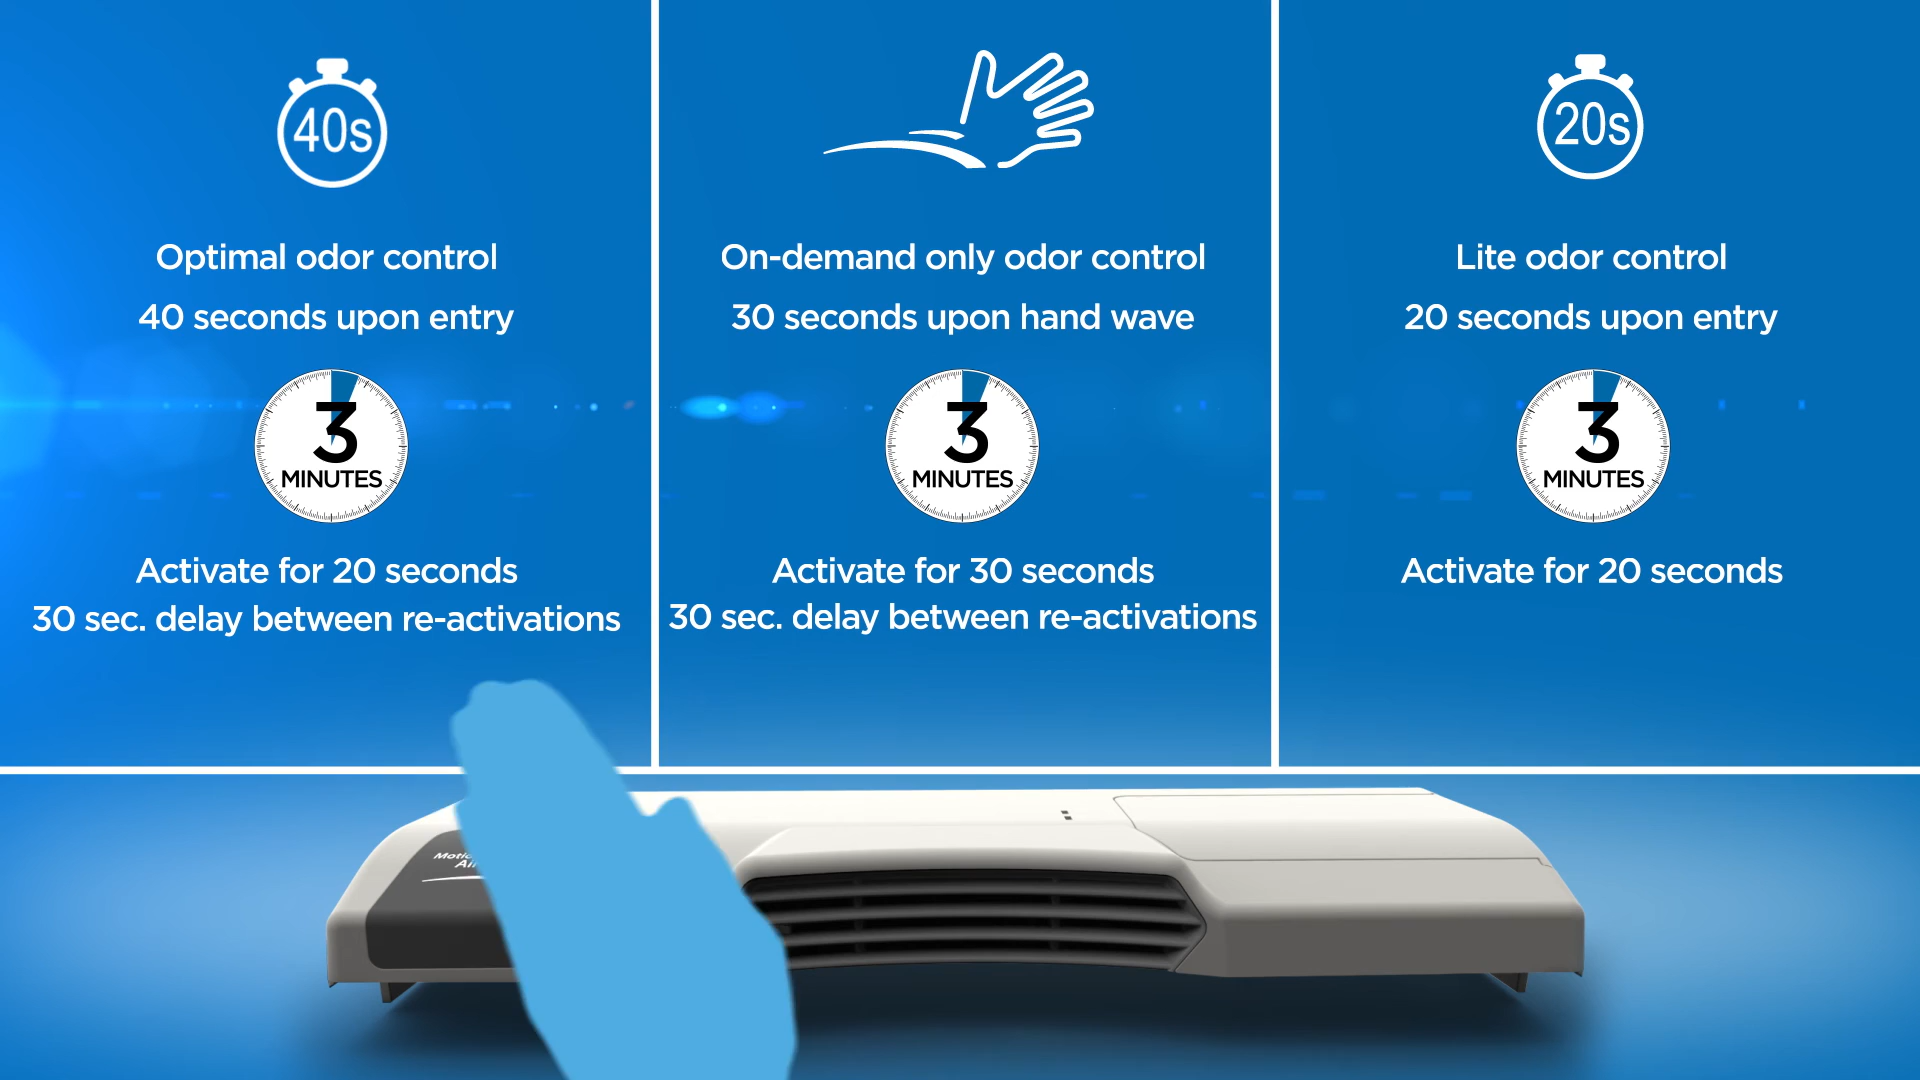 40s
Optimal odor control
40 seconds upon entry
3
MINUTES
Activate for 20 seconds
30 sec. delay between re-activations
On-demand only odor control
30 seconds upon hand wave
3
MINUTES
Activate for 30 seconds
30 sec. delay between re-activations
20s
Lite odor control
20 seconds upon entry
3
MINUTES
Activate for 20 seconds